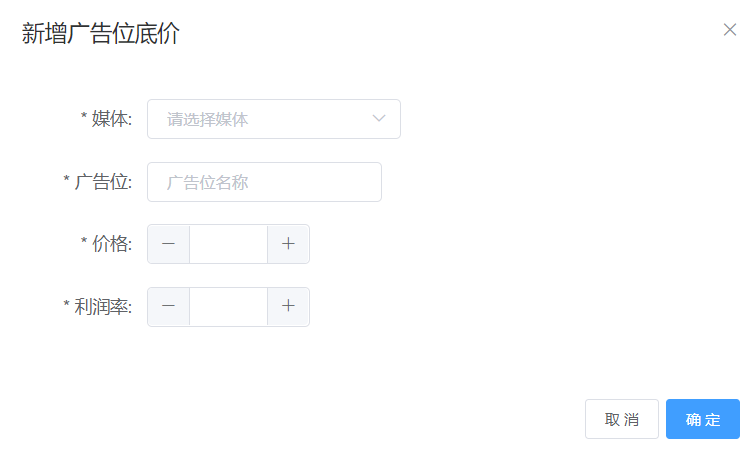 新增广告位底价
* 媒体: 请选择媒体
* 广告位: 广告位名称
* 价格:
* 利润率:
取消 确定